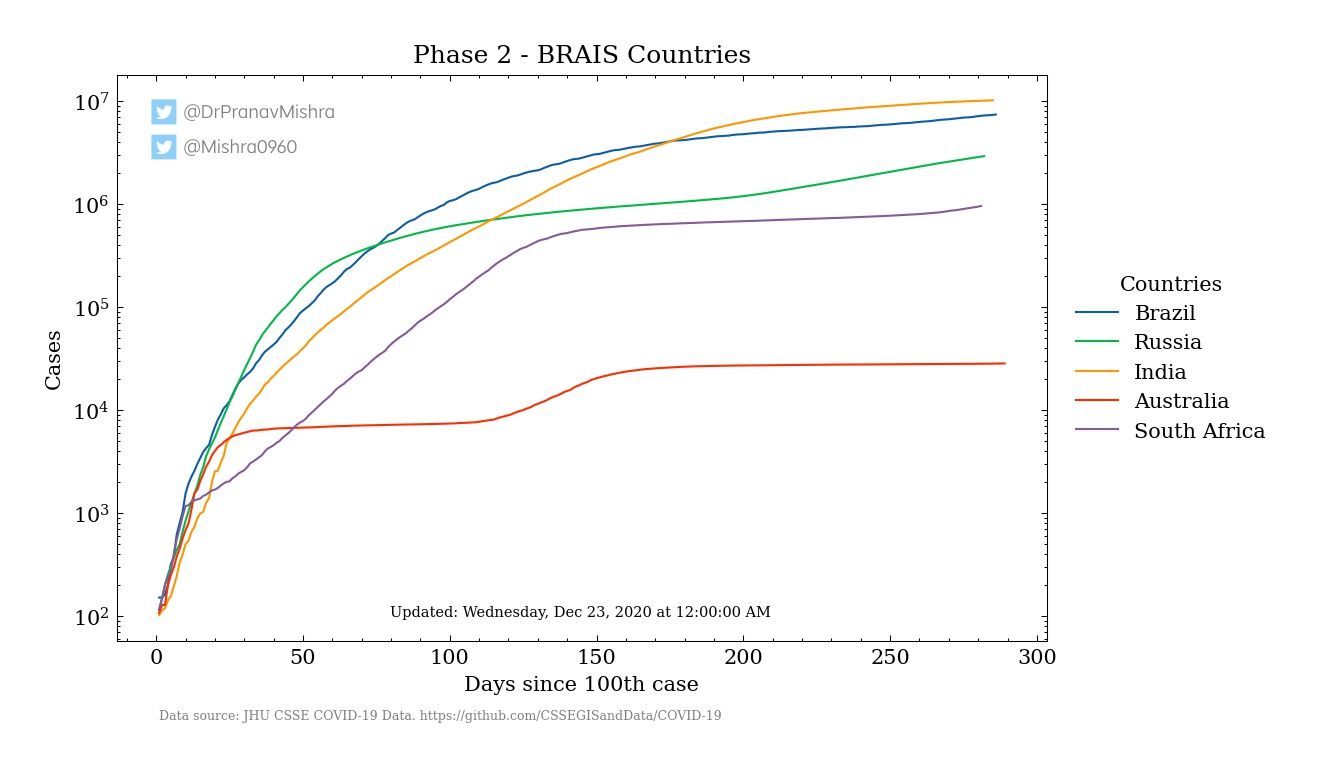 Phase 2 - BRAIS Countries
@DrPranavMishra
@Mishra0960
10^7
10^6
10^5
10^4
10^3
10^2
Cases
Countries
Brazil
Russia
India
Australia
South Africa
Updated: Wednesday, Dec 23, 2020 at 12:00:00 AM
0 50 100 150 200 250 300
Days since 100th case
Data source: JHU CSSE COVID-19 Data. https://github.com/CSSEGISandData/COVID-19